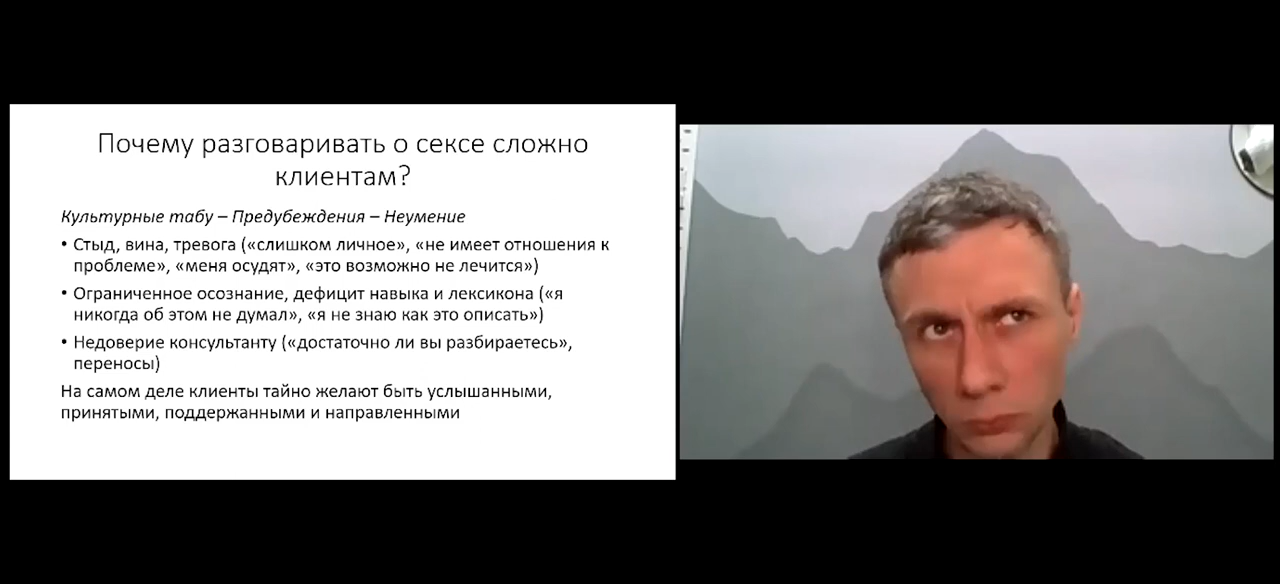 Почему разговаривать о сексе сложно
клиентам?
Культурные табу – Предубеждения – Неумение
• Стыд, вина, тревога («слишком личное», «не имеет отношения к
проблеме», «меня осудят», «это возможно не лечится»)
• Ограниченное осознание, дефицит навыка и лексикона («я
никогда об этом не думал», «я не знаю как это описать»)
• Недоверие консультанту («достаточно ли вы разбираетесь»,
переносы)
На самом деле клиенты тайно желают быть услышанными,
принятыми, поддержанными и направленными